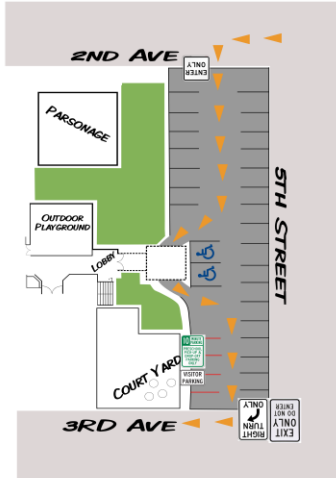 2ND AVE
ENTER
ONLY
PARSONAGE
OUTDOOR
PLAYGROUND
5TH STREET
LOBBY
COURT YARD
VISITOR
PARKING
3RD AVE
RIGHT
TURN
ONLY
EXIT
ONLY
DO NOT
ENTER